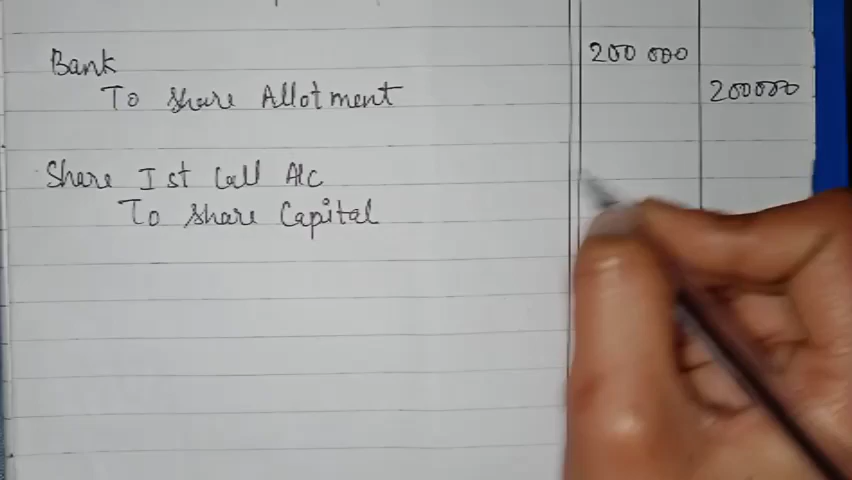 Bank 200 000
To Share Allotment 200000
Share Ist Call A/c
To Share Capital